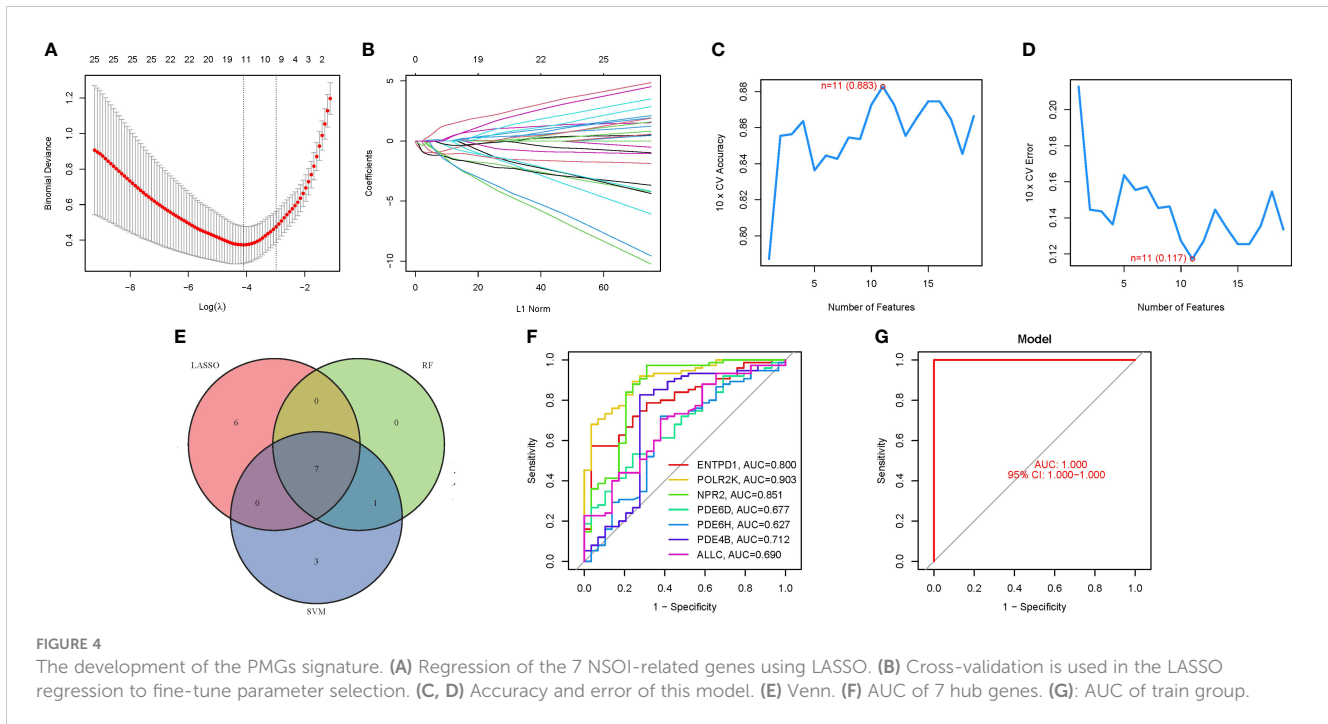 A
25 25 25 25 22 22 20 19 11 10 9 4 3 2
Binomial Deviance
1.2
1.0
0.8
0.6
0.4
−8 −6 −4 −2
Log(λ)
B
0 19 22 25
Coefficients
5
0
−5
−10
0 20 40 60
L1 Norm
C
10 x CV Accuracy
0.88
0.86
0.84
0.82
0.80
n=11 (0.883)
5 10 15
Number of Features
D
10 x CV Error
0.20
0.18
0.16
0.14
0.12
n=11 (0.117)
5 10 15
Number of Features
E
LASSO
RF
SVM
6
0
0
7
0
1
3
F
Sensitivity
1.0
0.8
0.6
0.4
0.2
0.0
ENTPD1, AUC=0.800
POLR2K, AUC=0.903
NPR2, AUC=0.851
PDE6D, AUC=0.677
PDE6H, AUC=0.627
PDE4B, AUC=0.712
ALLC, AUC=0.690
0.0 0.2 0.4 0.6 0.8 1.0
1 − Specificity
G
Model
Sensitivity
1.0
0.8
0.6
0.4
0.2
0.0
AUC: 1.000
95% CI: 1.000−1.000
0.0 0.2 0.4 0.6 0.8 1.0
1 − Specificity
FIGURE 4
The development of the PMGs signature. (A) Regression of the 7 NSOI-related genes using LASSO. (B) Cross-validation is used in the LASSO
regression to fine-tune parameter selection. (C, D) Accuracy and error of this model. (E) Venn. (F) AUC of 7 hub genes. (G): AUC of train group.